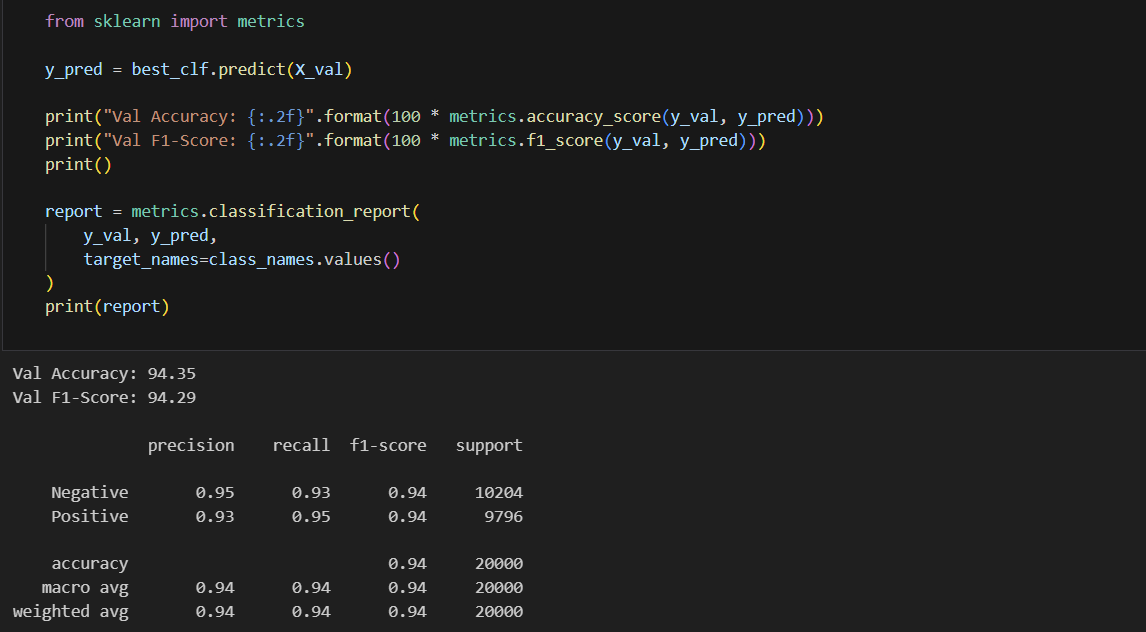 from sklearn import metrics
y_pred = best_clf.predict(X_val)
print("Val Accuracy: {:.2f}".format(100 * metrics.accuracy_score(y_val, y_pred)))
print("Val F1-Score: {:.2f}".format(100 * metrics.f1_score(y_val, y_pred)))
print()
report = metrics.classification_report(
    y_val, y_pred,
    target_names=class_names.values()
)
print(report)
Val Accuracy: 94.35
Val F1-Score: 94.29
              precision    recall  f1-score   support
    Negative       0.95      0.93      0.94     10204
    Positive       0.93      0.95      0.94      9796
    accuracy                           0.94     20000
   macro avg       0.94      0.94      0.94     20000
weighted avg       0.94      0.94      0.94     20000